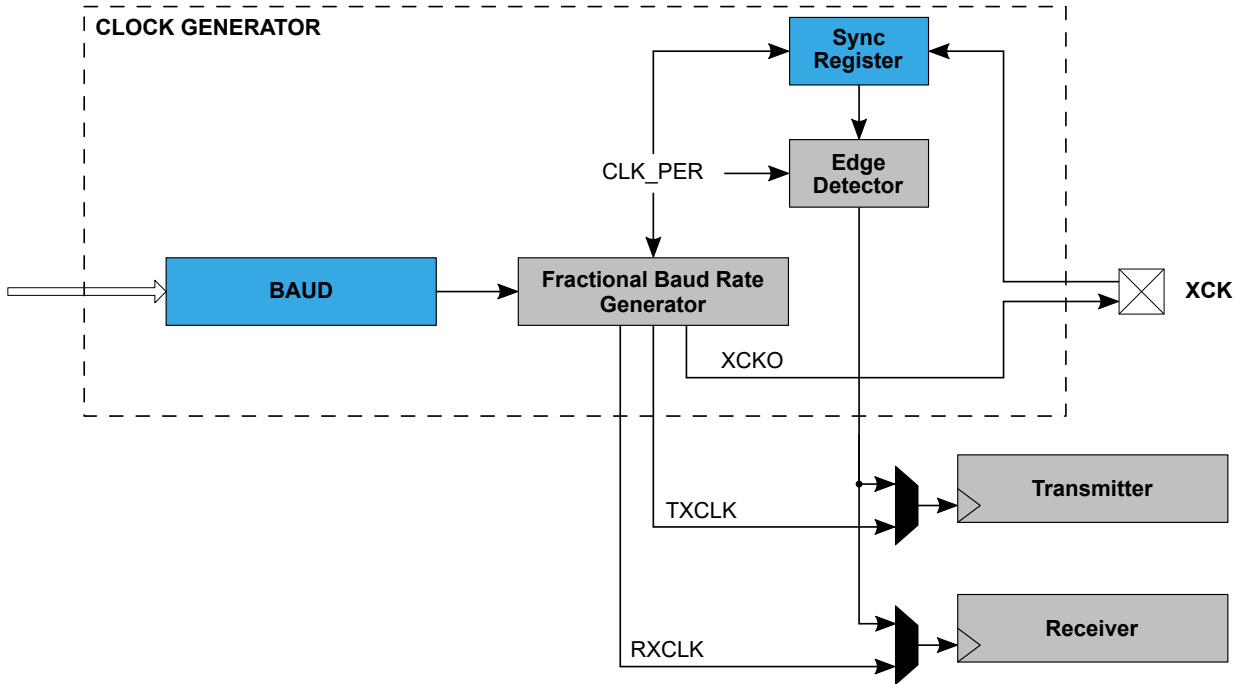 CLOCK GENERATOR
Sync
Register
CLK_PER
Edge
Detector
BAUD
Fractional Baud Rate
Generator
XCK
XCKO
TXCLK
Transmitter
RXCLK
Receiver